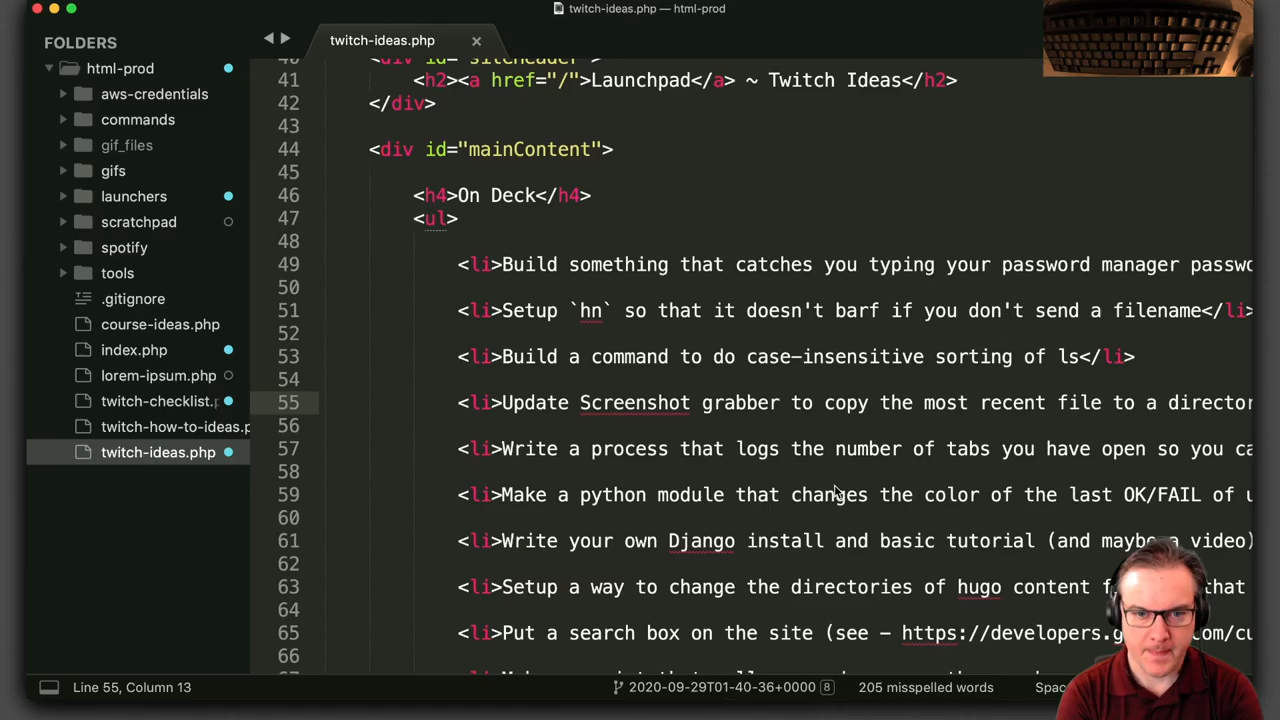 twitch-ideas.php — html-prod
FOLDERS
html-prod
aws-credentials
commands
gif_files
gifs
launchers
scratchpad
spotify
tools
.gitignore
course-ideas.php
index.php
lorem-ipsum.php
twitch-checklist.
twitch-how-to-ideas.p
twitch-ideas.php
twitch-ideas.php ×
41 <h2><a href="/">Launchpad</a> ~ Twitch Ideas</h2>
42 </div>
43
44 <div id="mainContent">
45
46 <h4>On Deck</h4>
47 <ul>
48
49 <li>Build something that catches you typing your password manager passwo
50
51 <li>Setup `hn` so that it doesn't barf if you don't send a filename</li>
52
53 <li>Build a command to do case-insensitive sorting of ls</li>
54
55 <li>Update Screenshot grabber to copy the most recent file to a director
56
57 <li>Write a process that logs the number of tabs you have open so you ca
58
59 <li>Make a python module that changes the color of the last OK/FAIL of u
60
61 <li>Write your own Django install and basic tutorial (and maybe a video)
62
63 <li>Setup a way to change the directories of hugo content that
64
65 <li>Put a search box on the site (see - https://developers.g com/cu
66
Line 55, Column 13
2020-09-29T01-40-36+0000 8
205 misspelled words
Spac